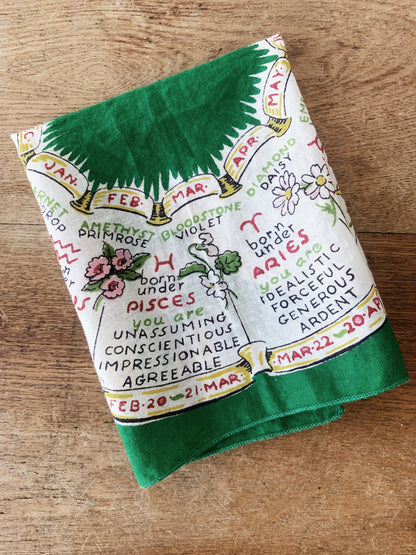 JAN. FEB. MAR. APR. MAY.
AMETHYST
PRIMROSE
BLOODSTONE
VIOLET
DIAMOND
DAISY
born
under
PISCES
you are
UNASSUMING
CONSCIENTIOUS
IMPRESSIONABLE
AGREEABLE
FEB-20~21-MAR.
born
under
ARIES
you are
IDEALISTIC
FORCEFUL
GENEROUS
ARDENT
MAR-22~20-AP